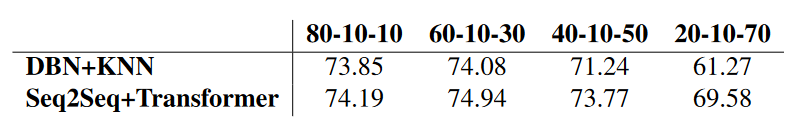 80-10-10 60-10-30 40-10-50 20-10-70
DBN+KNN 73.85 74.08 71.24 61.27
Seq2Seq+Transformer 74.19 74.94 73.77 69.58